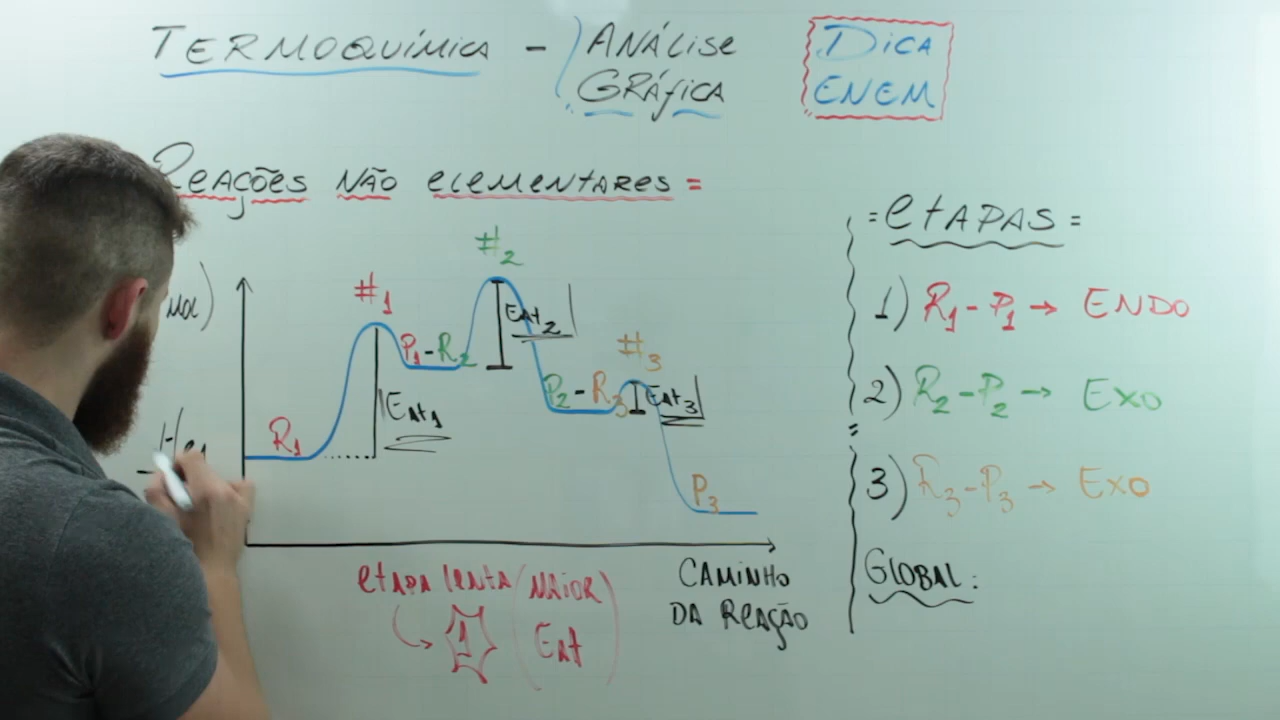 TERMOQUÍMICA - ANÁLISE
GRÁFICA
DICA
ENEM
REAÇÕES NÃO ELEMENTARES =
#1
#2
#3
R1
P1-R2
P2-R3
P3
EAt1
EAt2
EAt3
CAMINHO
DA REAÇÃO
etapa lenta (MAIOR
1 EAt)
= ETAPAS =
1) R1-P1 → ENDO
2) R2-P2 → EXO
3) R3-P3 → EXO
GLOBAL: